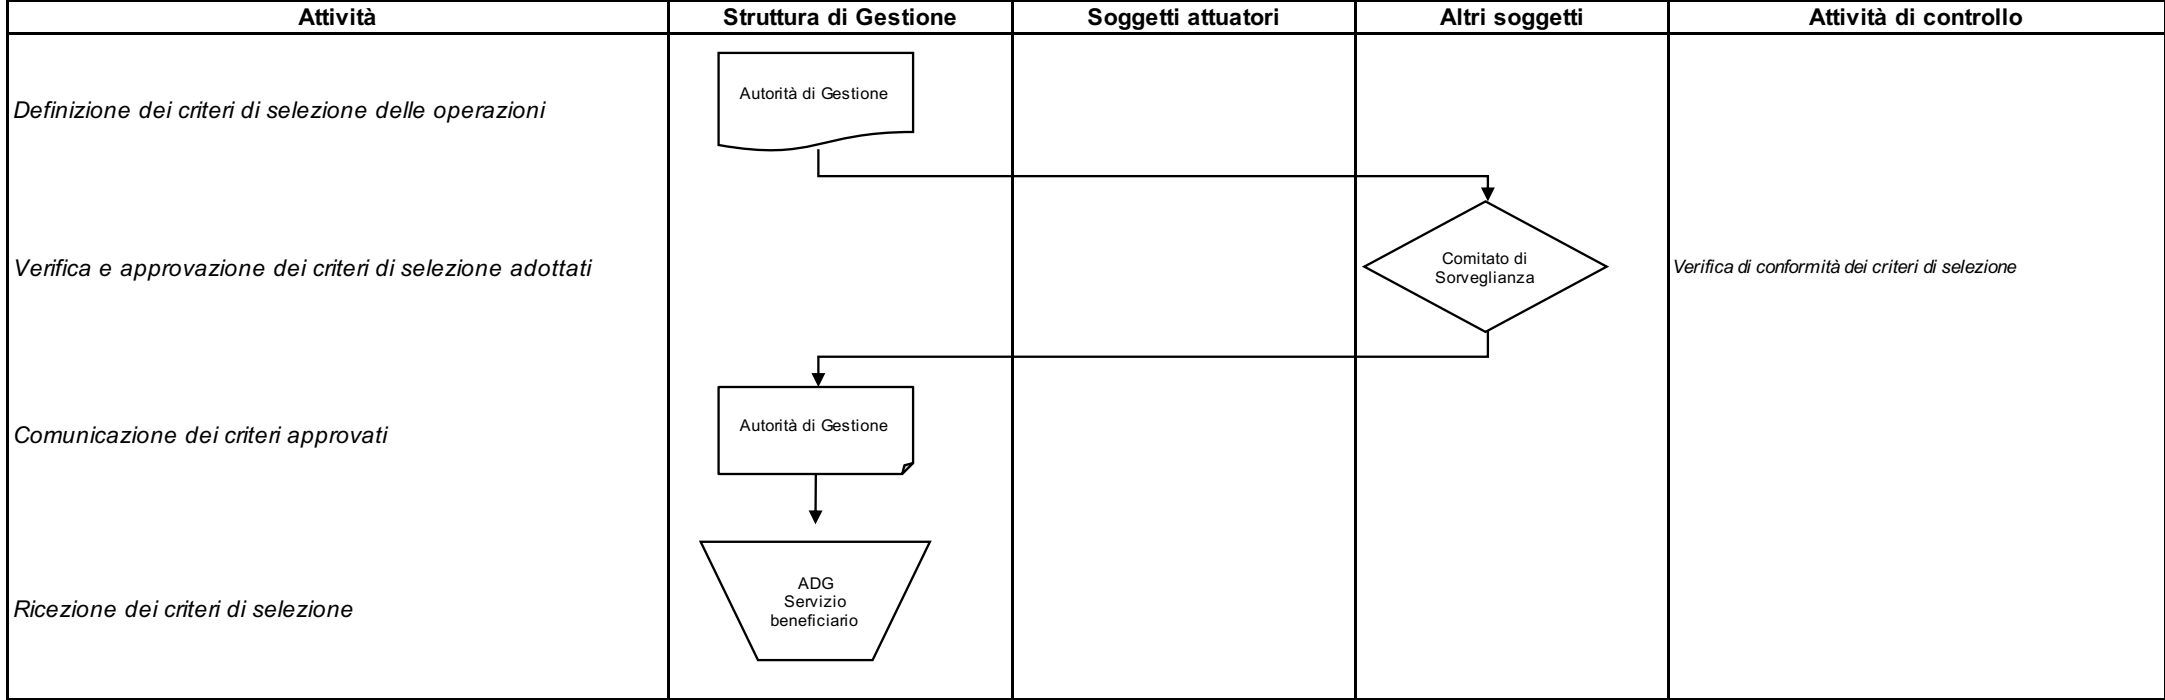 Attività
Struttura di Gestione
Soggetti attuatori
Altri soggetti
Attività di controllo
Definizione dei criteri di selezione delle operazioni
Autorità di Gestione
Verifica e approvazione dei criteri di selezione adottati
Comitato di
Sorveglianza
Verifica di conformità dei criteri di selezione
Comunicazione dei criteri approvati
Autorità di Gestione
Ricezione dei criteri di selezione
ADG
Servizio
beneficiario